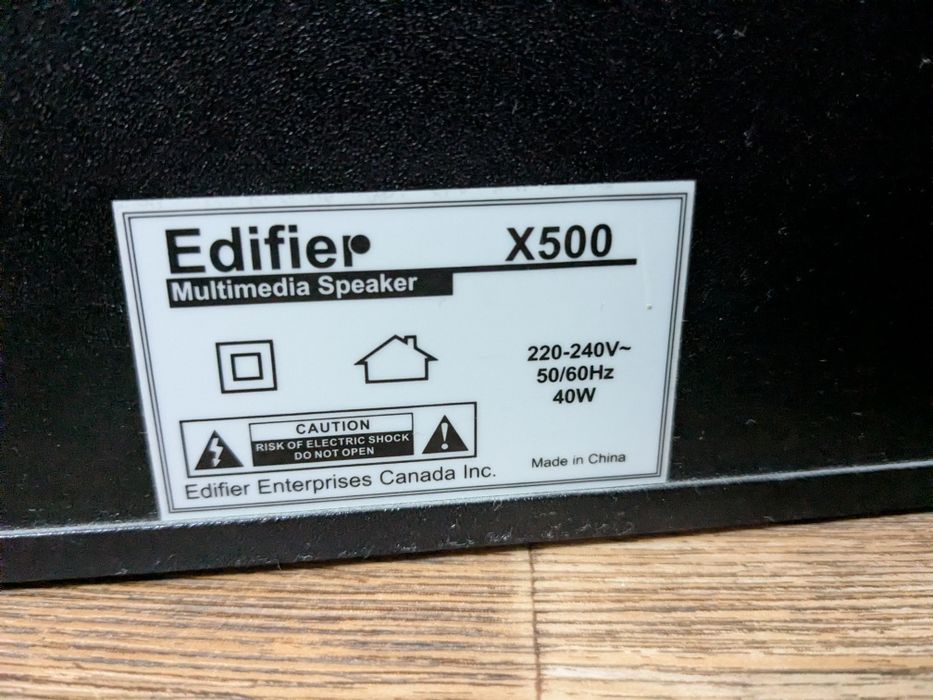 Edifier X500
Multimedia Speaker
220-240V~
50/60Hz
40W
CAUTION
RISK OF ELECTRIC SHOCK
DO NOT OPEN
Edifier Enterprises Canada Inc.
Made in China